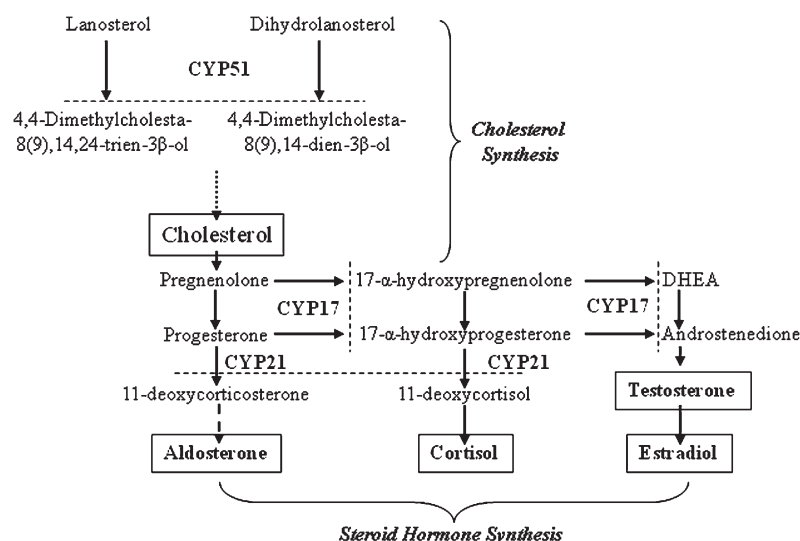 Lanosterol Dihydrolanosterol
CYP51
4,4-Dimethylcholesta-
8(9),14,24-trien-3β-ol
4,4-Dimethylcholesta-
8(9),14-dien-3β-ol
Cholesterol
Synthesis
Cholesterol
Pregnenolone 17-α-hydroxypregnenolone DHEA
CYP17 CYP17
Progesterone 17-α-hydroxyprogesterone Androstenedione
CYP21 CYP21
11-deoxycorticosterone 11-deoxycortisol Testosterone
Aldosterone Cortisol Estradiol
Steroid Hormone Synthesis